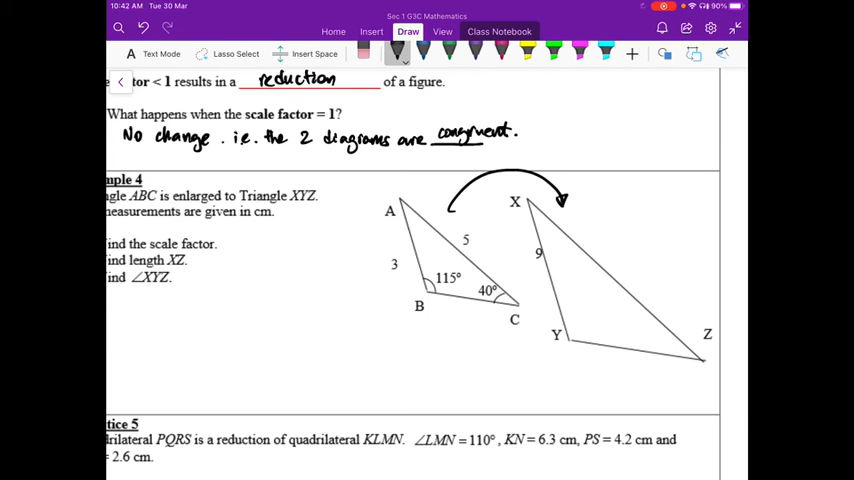 10:42 AM Tue 30 Mar
Sec 1 G3C Mathematics
90%
Home Insert Draw View Class Notebook
Text Mode Lasso Select Insert Space
tor < 1 results in a reduction of a figure.
What happens when the scale factor = 1?
No change. i.e. the 2 diagrams are congruent.
mple 4
ngle ABC is enlarged to Triangle XYZ.
measurements are given in cm.
ind the scale factor.
ind length XZ.
ind ∠XYZ.
A
X
5
3
9
115°
40°
B
C
Y
Z
tice 5
rilateral PQRS is a reduction of quadrilateral KLMN. ∠LMN = 110°, KN = 6.3 cm, PS = 4.2 cm and
= 2.6 cm.